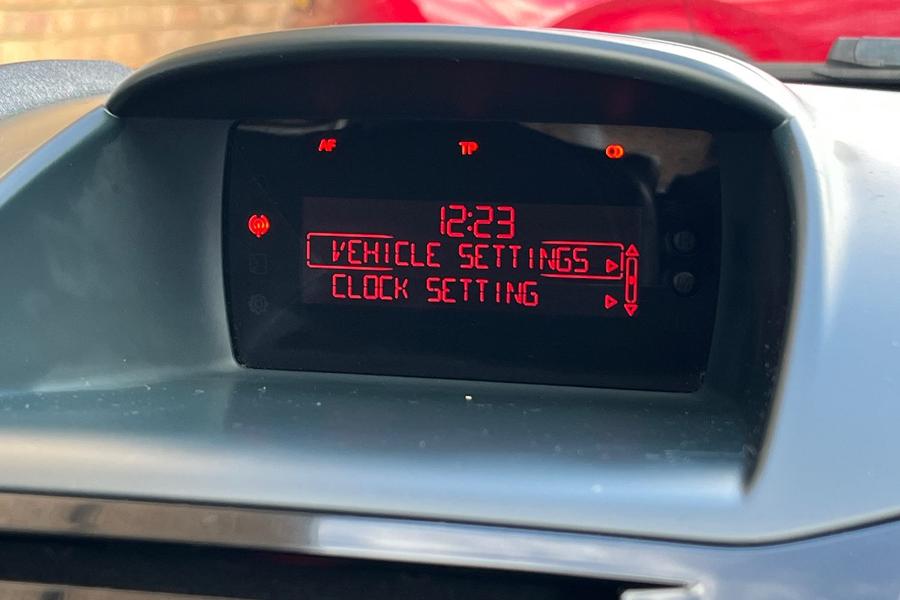 AF TP
12:23
VEHICLE SETTINGS
CLOCK SETTING